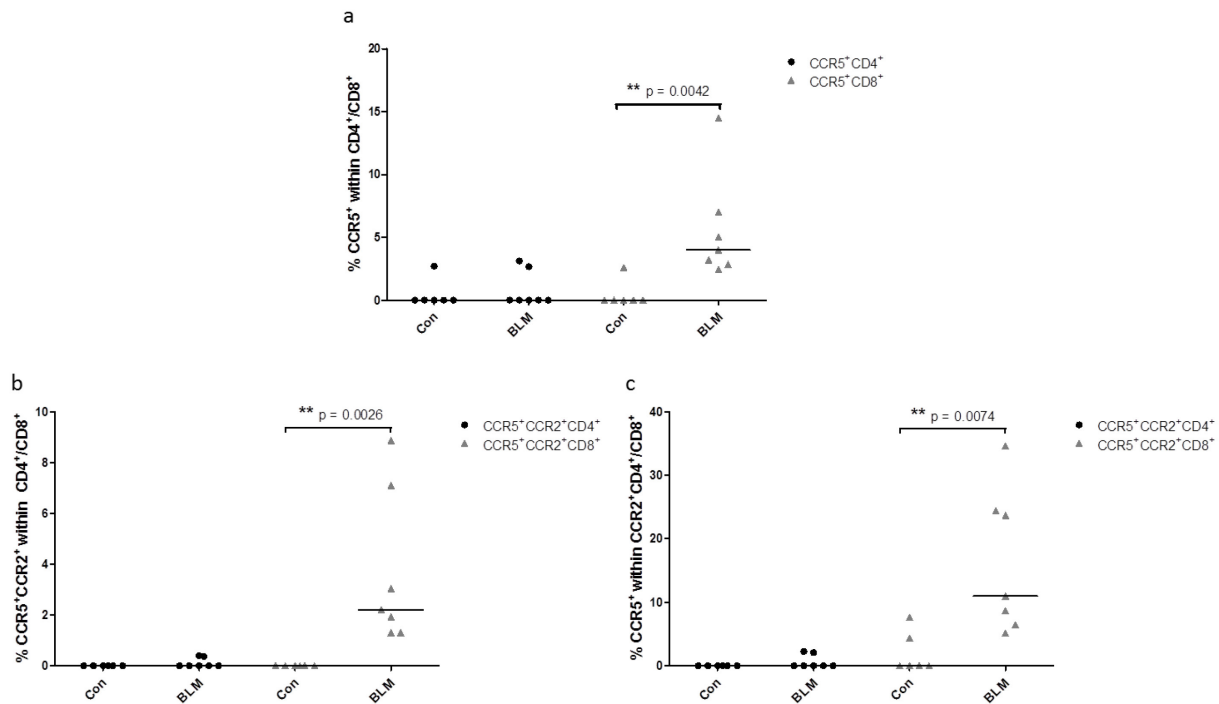 a
% CCR5⁺ within CD4⁺/CD8⁺
20
15
10
5
0
** p = 0.0042
CCR5⁺CD4⁺
CCR5⁺CD8⁺
Con
BLM
Con
BLM
b
% CCR5⁺CCR2⁺ within CD4⁺/CD8⁺
10
8
6
4
2
0
** p = 0.0026
CCR5⁺CCR2⁺CD4⁺
CCR5⁺CCR2⁺CD8⁺
Con
BLM
Con
BLM
c
% CCR5⁺ within CCR2⁺CD4⁺/CD8⁺
40
30
20
10
0
** p = 0.0074
CCR5⁺CCR2⁺CD4⁺
CCR5⁺CCR2⁺CD8⁺
Con
BLM
Con
BLM